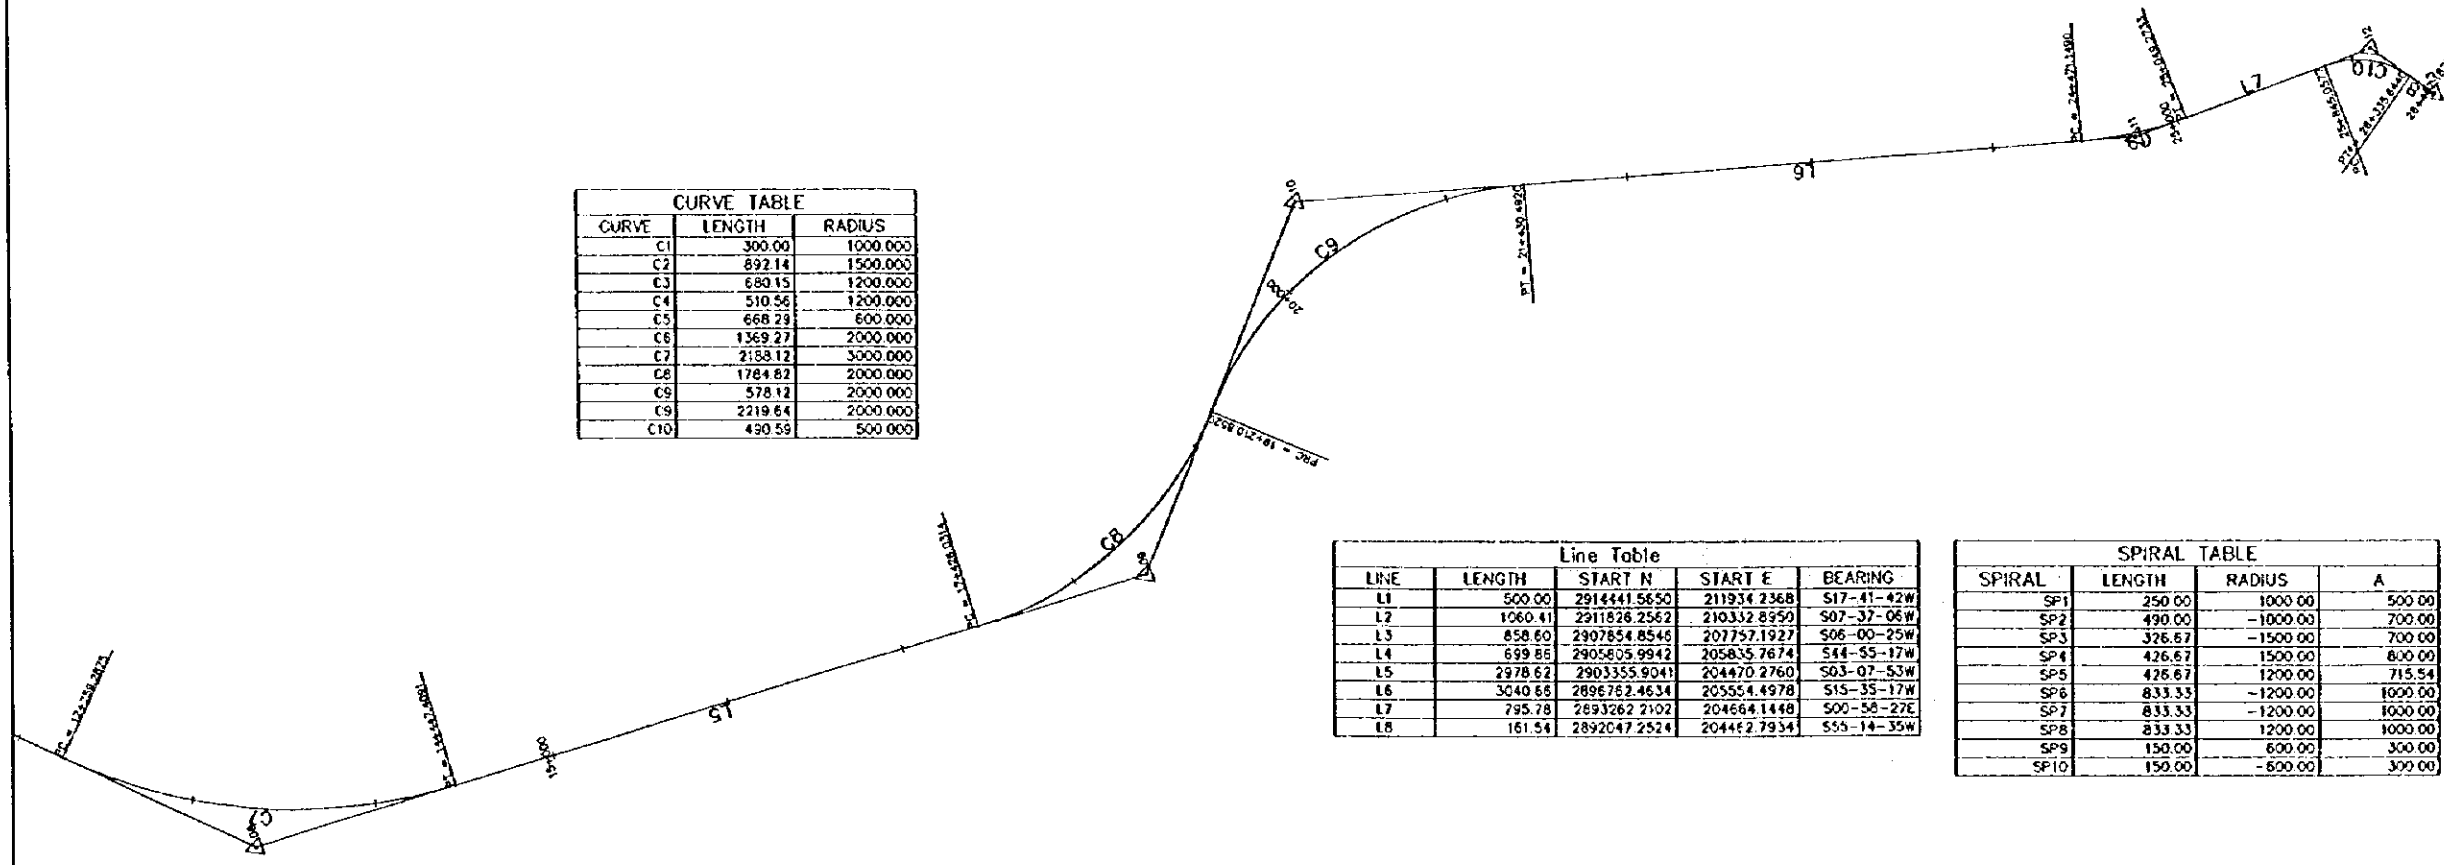 CURVE TABLE
CURVE LENGTH RADIUS
C1 300.00 1000.000
C2 892.14 1500.000
C3 680.15 1200.000
C4 510.56 1200.000
C5 668.29 600.000
C6 1369.27 2000.000
C7 2188.12 3000.000
C8 1784.82 2000.000
C9 578.12 2000.000
C9 2219.64 2000.000
C10 490.59 500.000
Line Table
LINE LENGTH START N START E BEARING
L1 500.00 2914441.5650 211934.2368 S17-41-42W
L2 1060.41 2911826.2562 210332.8950 S07-37-06W
L3 858.60 2907854.8546 207757.1927 S06-00-25W
L4 699.86 2905805.9942 205835.7674 S44-55-17W
L5 2978.62 2903355.9041 204470.2760 S03-07-53W
L6 3040.66 2896762.4634 205554.4978 S15-35-17W
L7 795.78 2893262.2102 204664.1448 S00-58-27E
L8 161.54 2892047.2524 204462.7934 S55-14-35W
SPIRAL TABLE
SPIRAL LENGTH RADIUS A
SP1 250.00 1000.00 500.00
SP2 490.00 -1000.00 700.00
SP3 326.67 -1500.00 700.00
SP4 426.67 1500.00 800.00
SP5 426.67 1200.00 715.54
SP6 833.33 -1200.00 1000.00
SP7 833.33 -1200.00 1000.00
SP8 833.33 1200.00 1000.00
SP9 150.00 600.00 300.00
SP10 150.00 -600.00 300.00
C7
15+000
L5
C8
PRC = 19+210.8520
20+000
C9
PT = 21+430.4920
L6
PC = 24+471.1490
25+000
L7
C10